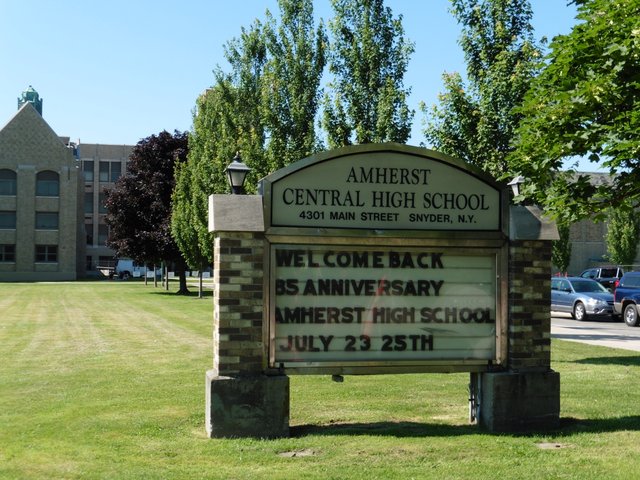 AMHERST
CENTRAL HIGH SCHOOL
4301 MAIN STREET SNYDER, N.Y.
WELCOME BACK
85 ANNIVERSARY
AMHERST HIGH SCHOOL
JULY 23 25TH